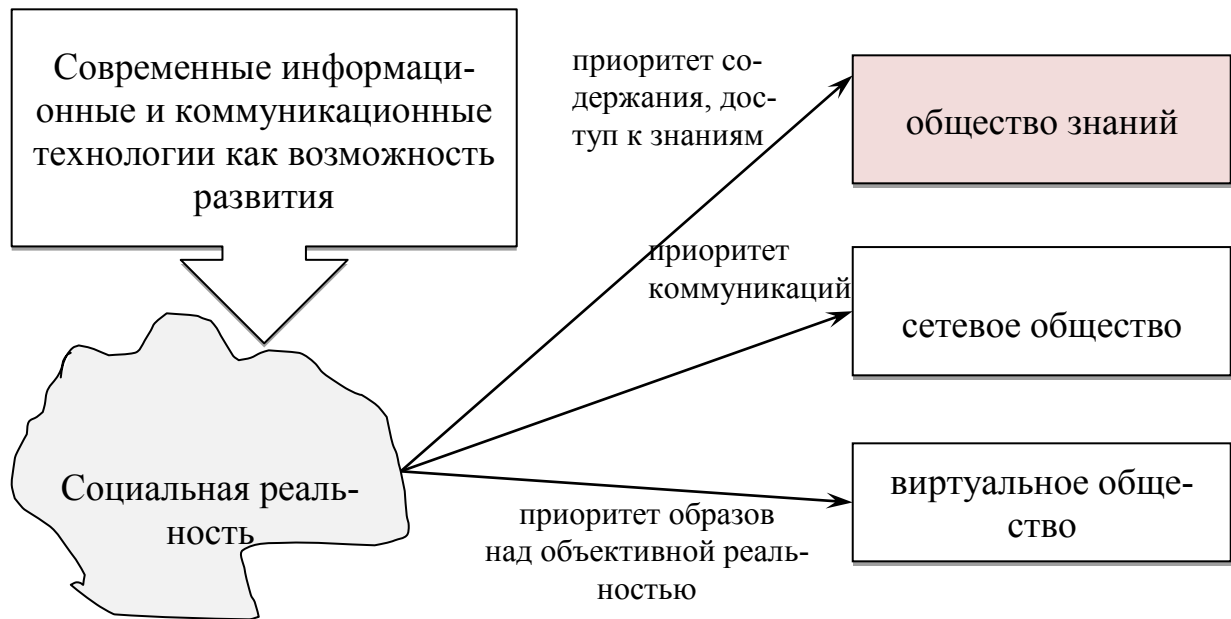 Современные информаци-
онные и коммуникационные
технологии как возможность
развития
приоритет со-
держания, дос-
туп к знаниям
общество знаний
приоритет
коммуникаций
сетевое общество
Социальная реаль-
ность
приоритет образов
над объективной реаль-
ностью
виртуальное обще-
ство